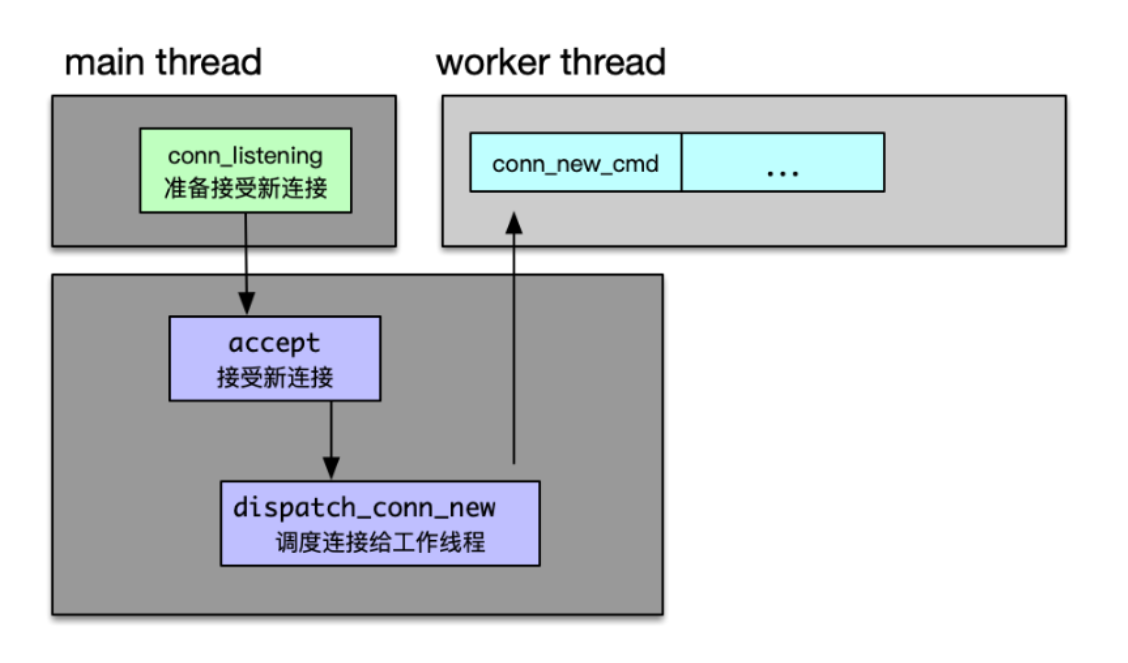 main thread
worker thread
conn_listening
准备接受新连接
conn_new_cmd
...
accept
接受新连接
dispatch_conn_new
调度连接给工作线程